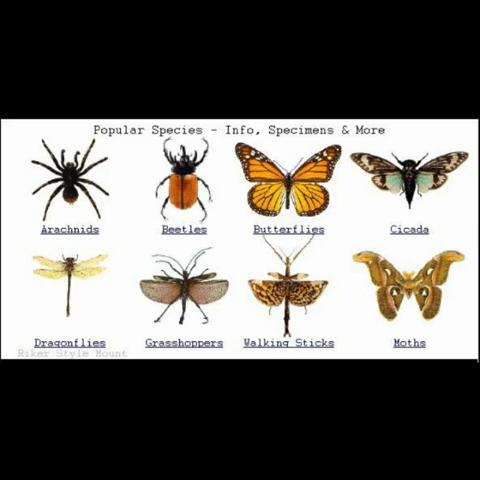 Popular Species - Info, Specimens & More
Arachnids Beetles Butterflies Cicada
Dragonflies Grasshoppers Walking Sticks Moths
Riker Style Mount